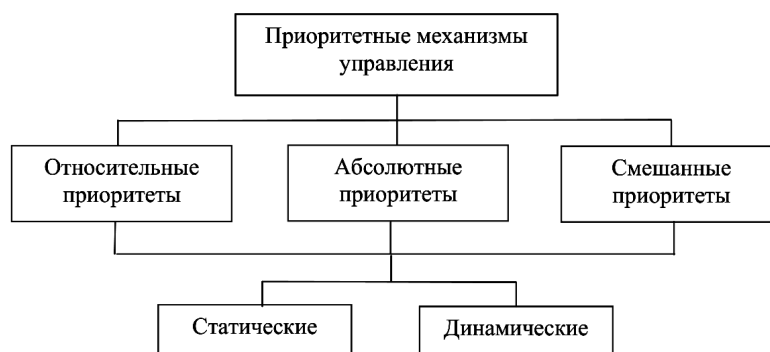 Приоритетные механизмы
управления
Относительные
приоритеты
Абсолютные
приоритеты
Смешанные
приоритеты
Статические
Динамические